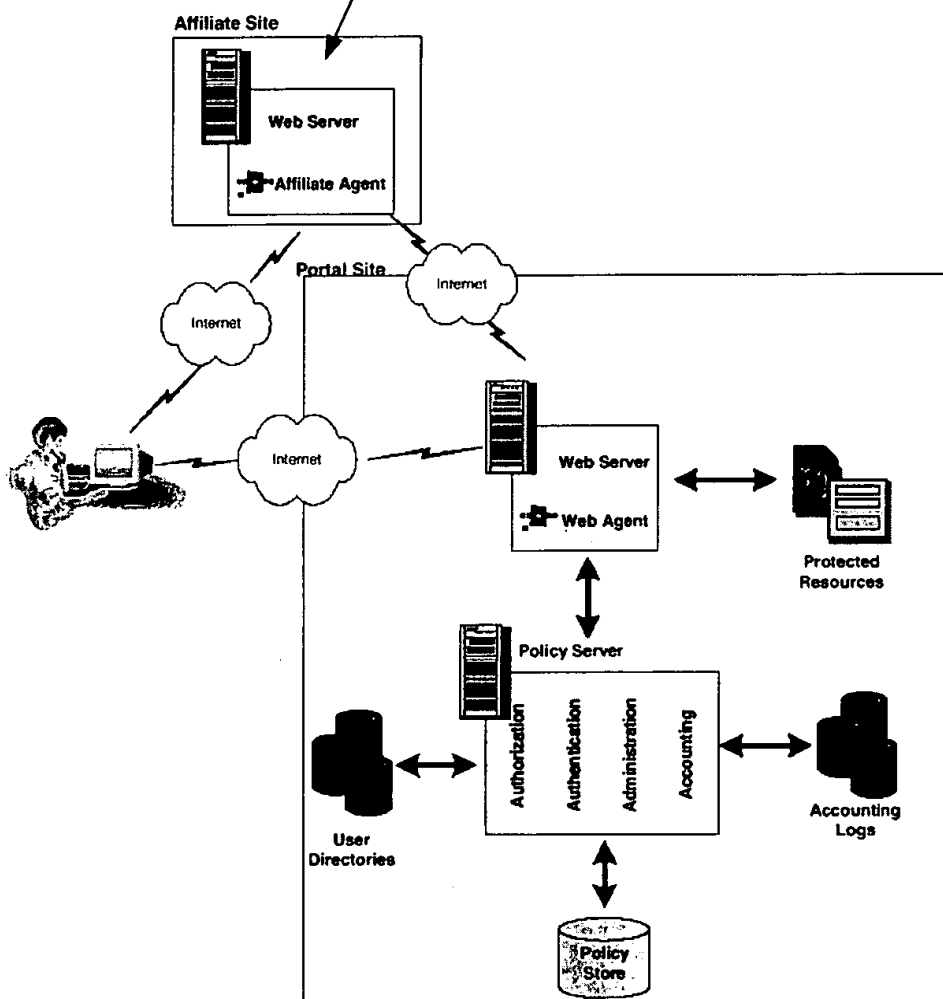 Affiliate Site
Web Server
Affiliate Agent
Portal Site
Internet
Internet
Internet
Web Server
Web Agent
Protected
Resources
Policy Server
Authorization
Authentication
Administration
Accounting
User
Directories
Accounting
Logs
Policy
Store